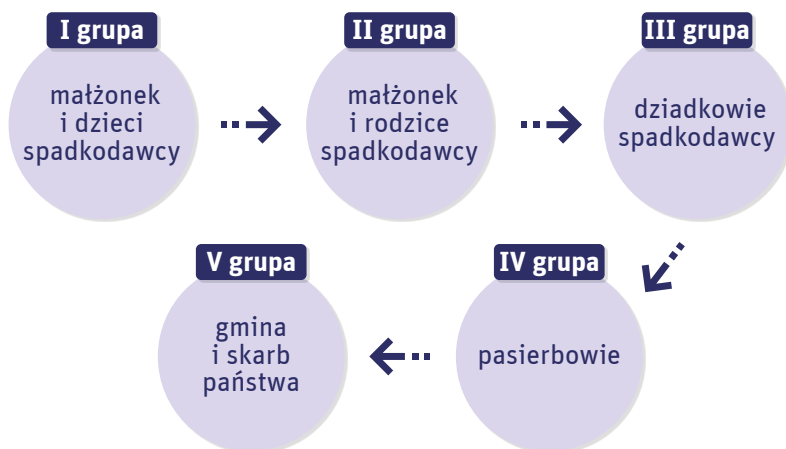 I grupa
małżonek
i dzieci
spadkodawcy
II grupa
małżonek
i rodzice
spadkodawcy
III grupa
dziadkowie
spadkodawcy
IV grupa
pasierbowie
V grupa
gmina
i skarb
państwa